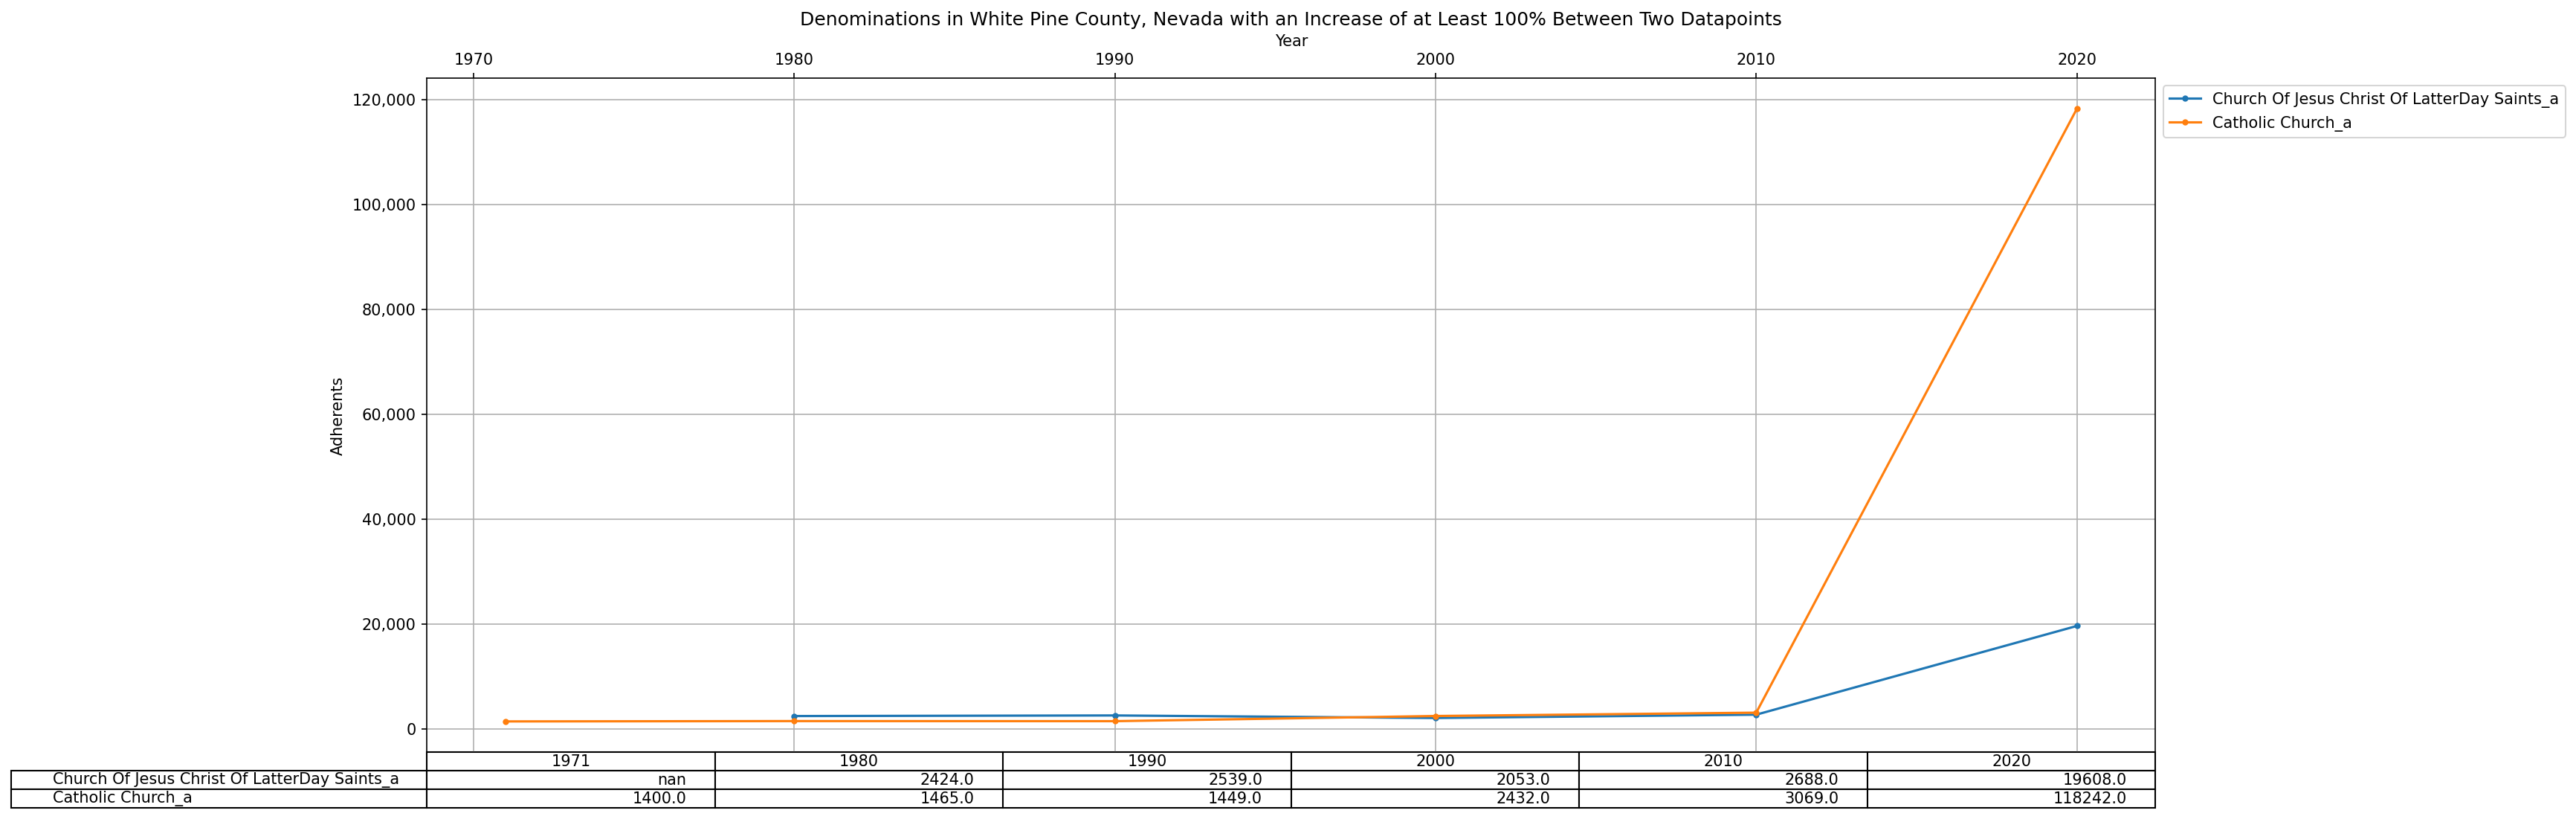 Denominations in White Pine County, Nevada with an Increase of at Least 100% Between Two Datapoints
Year
1970 1980 1990 2000 2010 2020
120,000
100,000
80,000
60,000
40,000
20,000
0
Adherents
Church Of Jesus Christ Of LatterDay Saints_a
Catholic Church_a
1971 1980 1990 2000 2010 2020
Church Of Jesus Christ Of LatterDay Saints_a nan 2424.0 2539.0 2053.0 2688.0 19608.0
Catholic Church_a 1400.0 1465.0 1449.0 2432.0 3069.0 118242.0